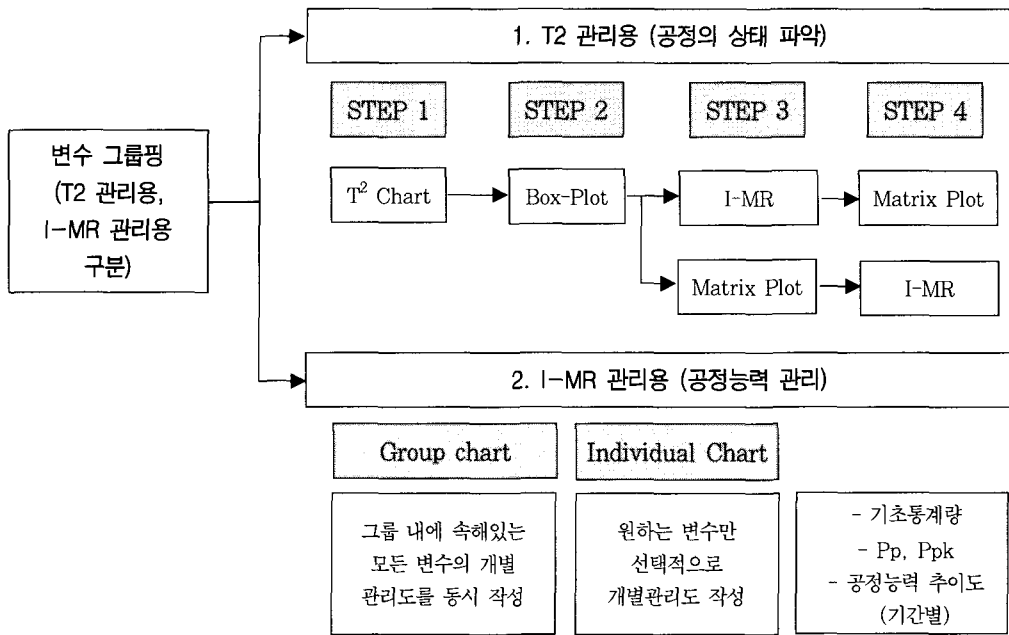 1. T2 관리용 (공정의 상태 파악)
STEP 1
STEP 2
STEP 3
STEP 4
변수 그룹핑
(T2 관리용,
I-MR 관리용
구분)
T² Chart
Box-Plot
I-MR
Matrix Plot
Matrix Plot
I-MR
2. I-MR 관리용 (공정능력 관리)
Group chart
Individual Chart
그룹 내에 속해있는
모든 변수의 개별
관리도를 동시 작성
원하는 변수만
선택적으로
개별관리도 작성
- 기초통계량
- Pp, Ppk
- 공정능력 추이도
(기간별)